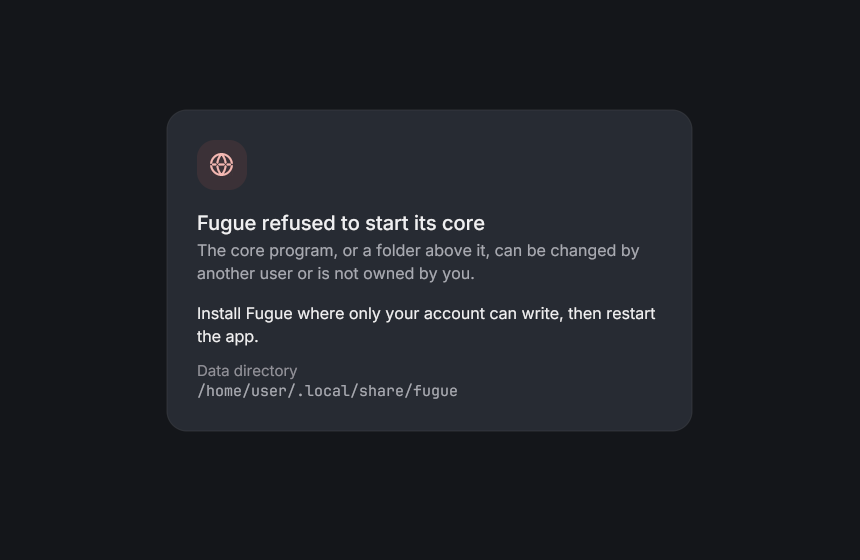 Fugue refused to start its core
The core program, or a folder above it, can be changed by
another user or is not owned by you.
Install Fugue where only your account can write, then restart
the app.
Data directory
/home/user/.local/share/fugue